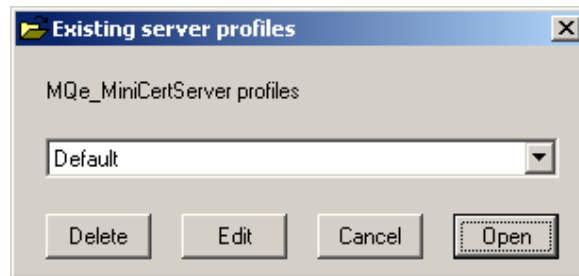 Existing server profiles
MQe_MiniCertServer profiles
Default
Delete Edit Cancel Open